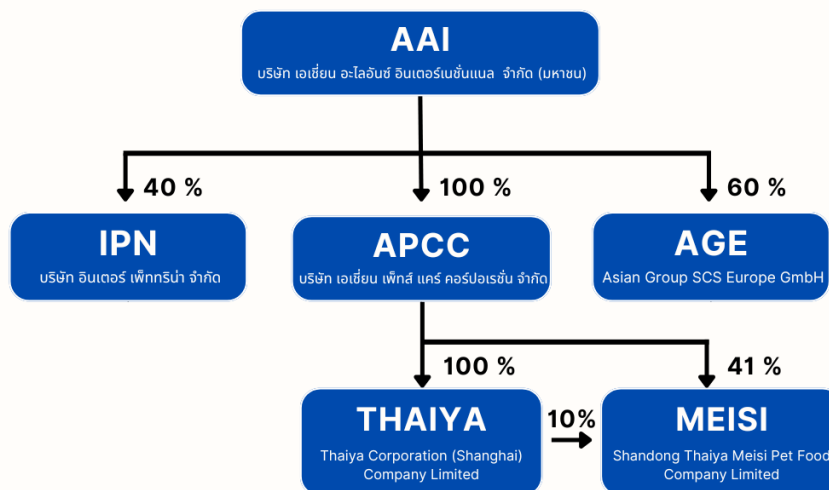 AAI
บริษัท เอเชี่ยน อะไลอันซ์ อินเตอร์เนชั่นแนล จำกัด (มหาชน)
40 %
100 %
60 %
IPN
บริษัท อินเตอร์ เพ็ททริน่า จำกัด
APCC
บริษัท เอเชี่ยน เพ็ทส์ แคร์ คอร์ปอเรชั่น จำกัด
AGE
Asian Group SCS Europe GmbH
100 %
41 %
THAIYA
Thaiya Corporation (Shanghai)
Company Limited
10%
MEISI
Shandong Thaiya Meisi Pet Food
Company Limited